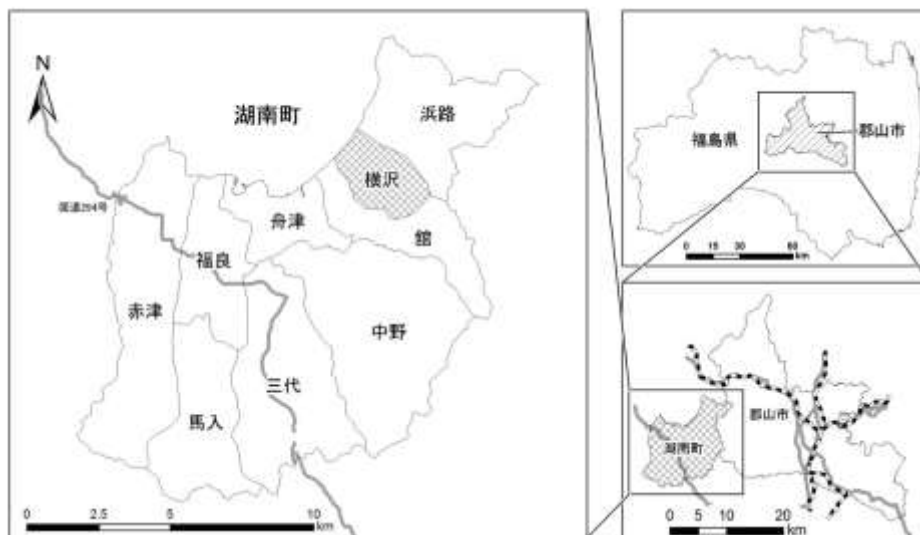 N
湖南町
浜路
横沢
国道294号
舟津
館
福良
赤津
中野
三代
馬入
0 2.5 5 10
km
福島県
郡山市
0 15 30 60
km
郡山市
湖南町
0 5 10 20
km